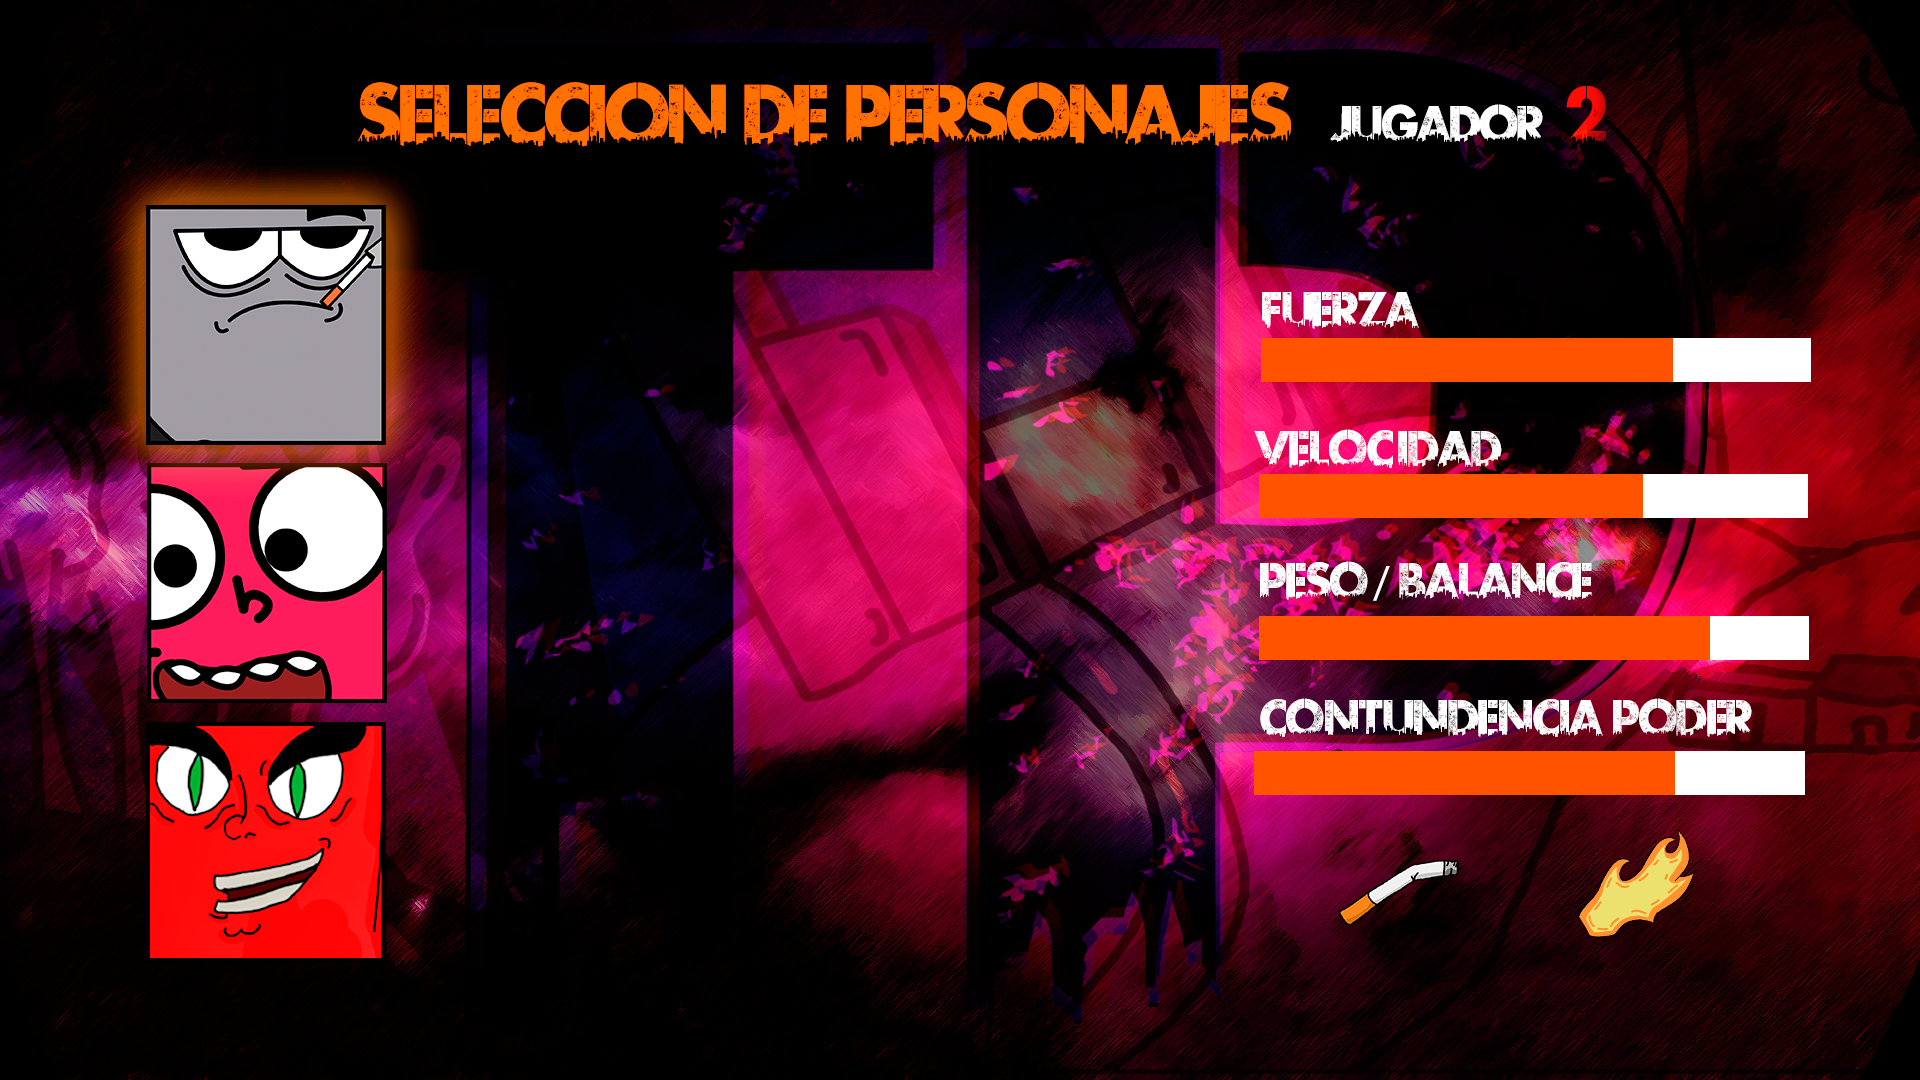 SELECCION DE PERSONAJES JUGADOR 2
FUERZA
VELOCIDAD
PESO / BALANCE
CONTUNDENCIA PODER